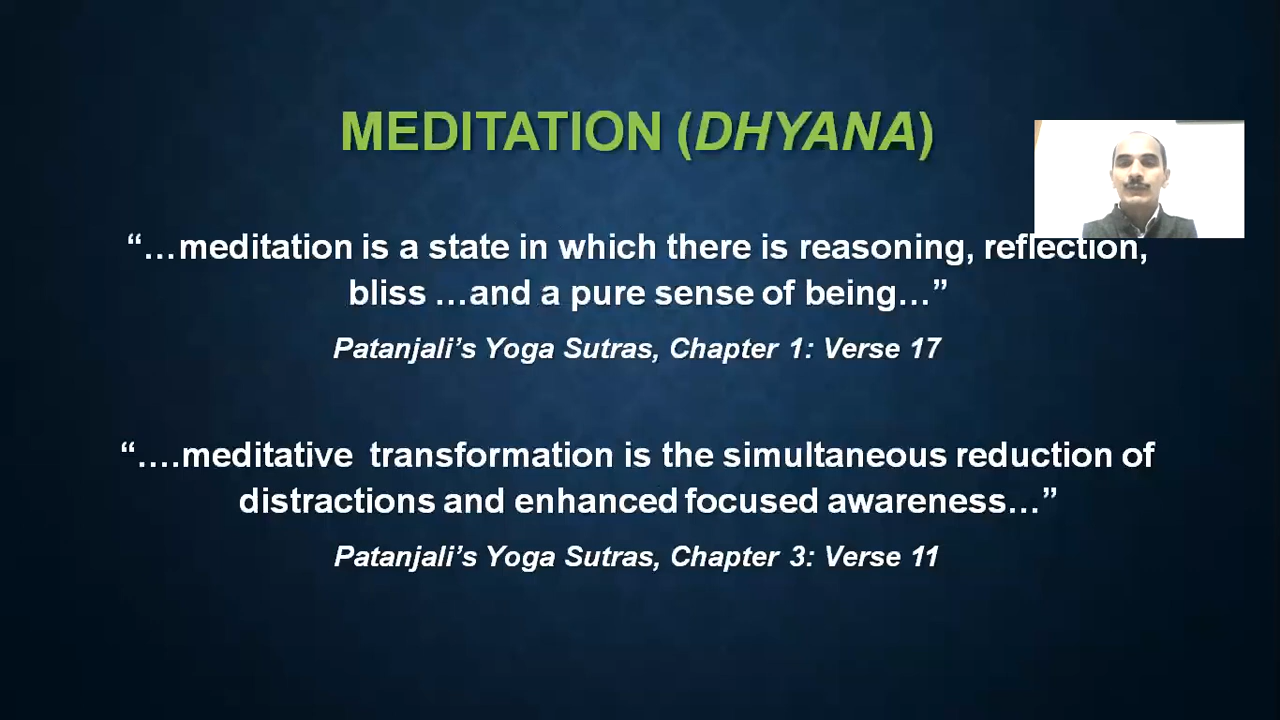 MEDITATION (DHYANA)
“…meditation is a state in which there is reasoning, reflection,
bliss …and a pure sense of being…”
Patanjali’s Yoga Sutras, Chapter 1: Verse 17
“….meditative transformation is the simultaneous reduction of
distractions and enhanced focused awareness…”
Patanjali’s Yoga Sutras, Chapter 3: Verse 11